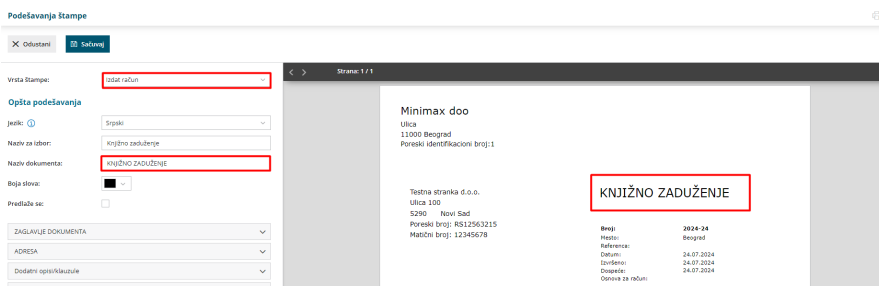 Podešavanja štampe
Odustani
Sačuvaj
Vrsta štampe:
Izdat račun
Opšta podešavanja
Jezik:
Srpski
Naziv za izbor:
Knjižno zaduženje
Naziv dokumenta:
KNJIŽNO ZADUŽENJE
Boja slova:
Predlaže se:
ZAGLAVLJE DOKUMENTA
ADRESA
Dodatni opisi/klauzule
Strana: 1 / 1
Minimax doo
Ulica
11000 Beograd
Poreski identifikacioni broj:1
Testna stranka d.o.o.
Ulica 100
5290 Novi Sad
Poreski broj: RS12563215
Matični broj: 12345678
KNJIŽNO ZADUŽENJE
Broj: 2024-24
Mesto: Beograd
Reference:
Datum: 24.07.2024
Izvršeno: 24.07.2024
Dospeće: 24.07.2024
Osnova za račun: